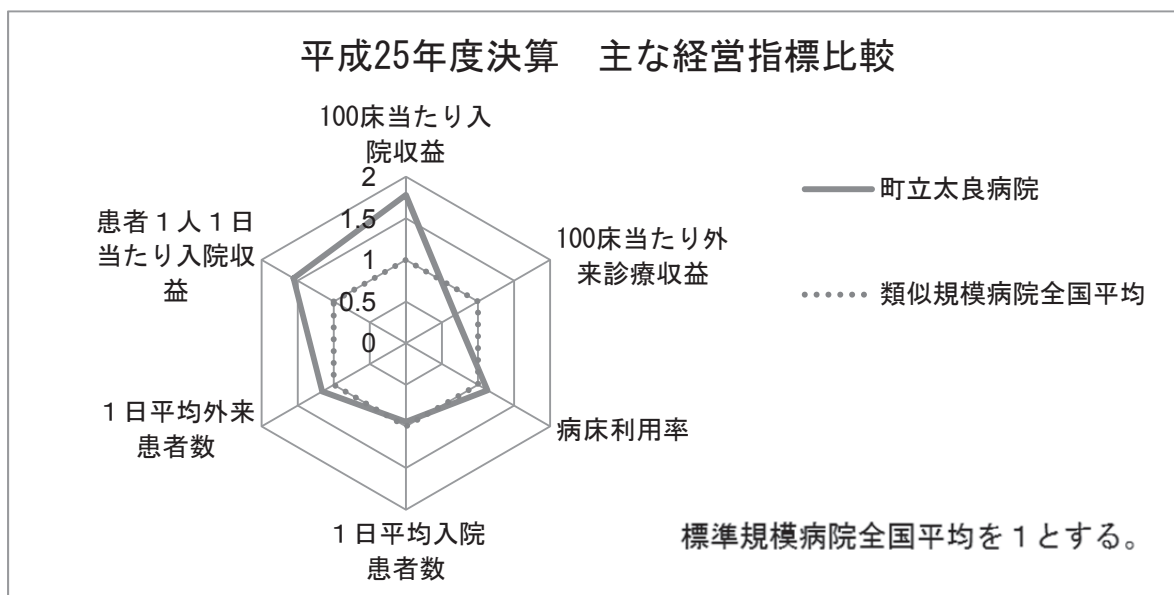 平成25年度決算　主な経営指標比較
100床当たり入
院収益
2
1.5
1
0.5
0
100床当たり外
来診療収益
病床利用率
１日平均入院
患者数
１日平均外来
患者数
患者１人１日
当たり入院収
益
町立太良病院
類似規模病院全国平均
標準規模病院全国平均を１とする。